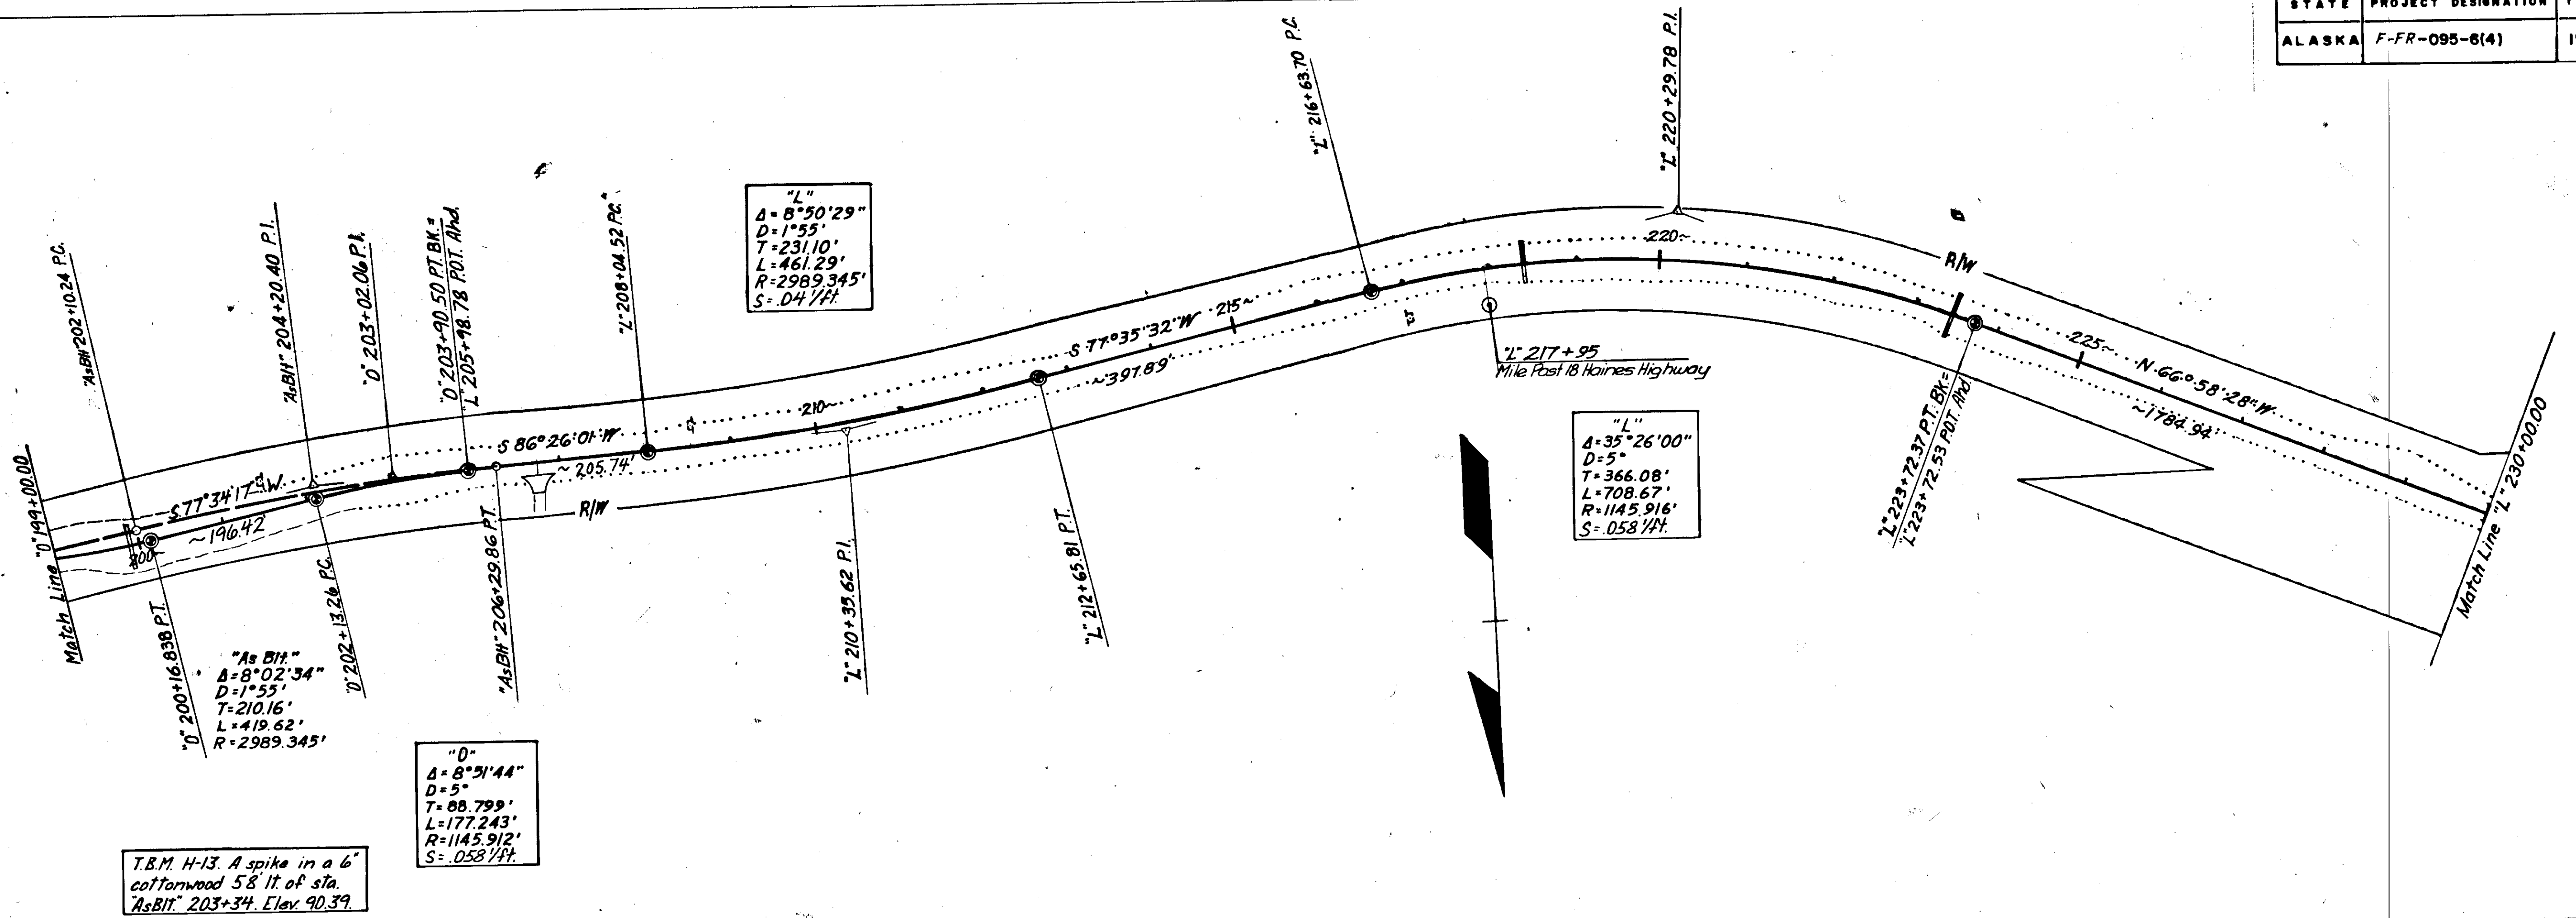 STATE PROJECT DESIGNATION
ALASKA F-FR-095-6(4)
"AsBlt" 202+10.24 P.C.
"AsBlt" 204+20.40 P.I.
"O" 203+02.06 P.I.
"O" 203+90.50 P.T. BK.=
"L" 205+98.78 P.O.T. Ahd.
"L" 208+04.52 P.C.
"L"
Δ=8°50'29"
D=1°55'
T=231.10'
L=461.29'
R=2989.345'
S=.04'/ft.
"L" 216+63.70 P.C.
"L" 220+29.78 P.I.
220
R/W
215
S 77°35'32" W
~397.89'
210
S 86°26'01" W
~205.74'
R/W
S 77°34'17" W
~196.42'
200
Match Line "O" 199+00.00
"L" 217+95
Mile Post 18 Haines Highway
225
N 66°58'28" W
~1784.94'
Match Line "L" 230+00.00
"L" 223+72.37 P.T. BK=
"L" 223+72.53 P.O.T. Ahd.
"L"
Δ=35°26'00"
D=5°
T=366.08'
L=708.67'
R=1145.916'
S=.058'/ft.
"O" 200+16.838 P.T.
"O" 202+13.26 P.C.
"AsBlt" 206+29.86 P.T.
"L" 210+35.62 P.I.
"L" 212+65.81 P.T.
"As Blt."
Δ=8°02'34"
D=1°55'
T=210.16'
L=419.62'
R=2989.345'
"O"
Δ=8°51'44"
D=5°
T=88.799'
L=177.243'
R=1145.912'
S=.058'/ft.
T.B.M. H-13. A spike in a 6"
cottonwood 58' lt. of sta.
"AsBlt." 203+34. Elev. 90.39.